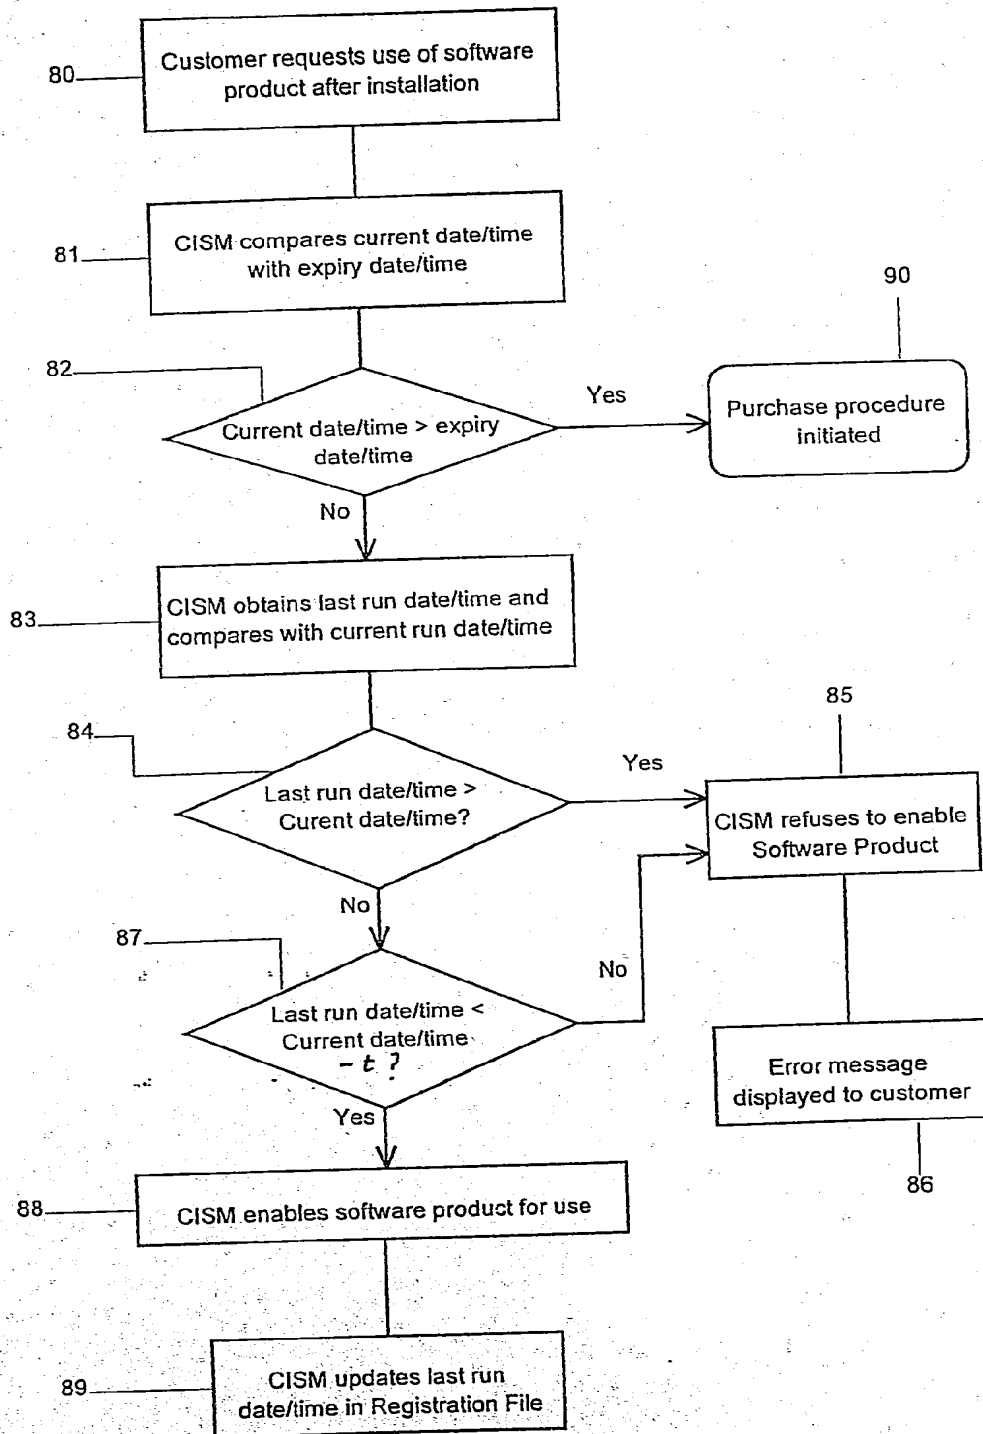 80
Customer requests use of software
product after installation
81
CISM compares current date/time
with expiry date/time
90
82
Current date/time > expiry
date/time
Yes
Purchase procedure
initiated
No
83
CISM obtains last run date/time and
compares with current run date/time
84
85
Last run date/time >
Curent date/time?
Yes
CISM refuses to enable
Software Product
No
87
No
Last run date/time <
Current date/time
- t ?
Error message
displayed to customer
86
Yes
88
CISM enables software product for use
89
CISM updates last run
date/time in Registration File